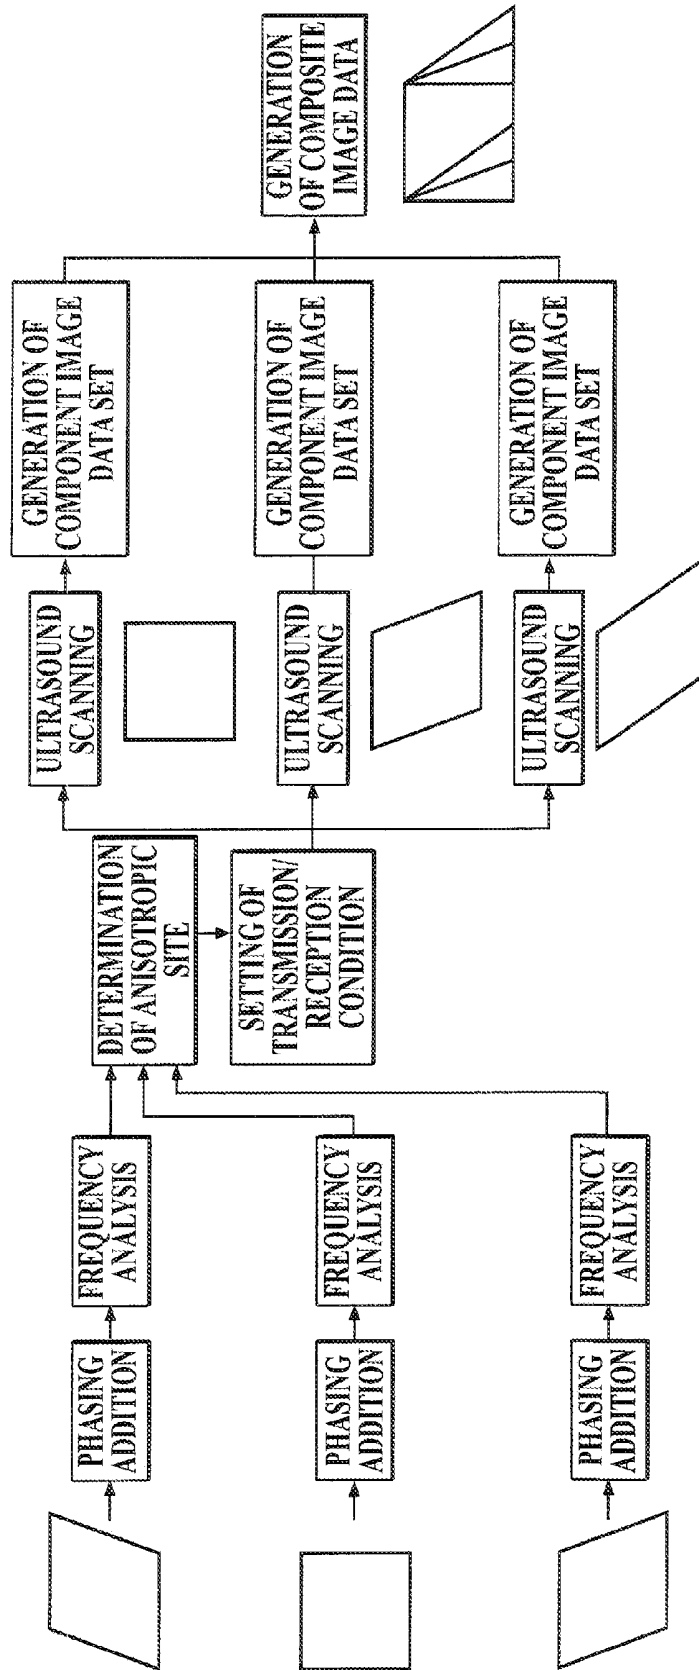 PHASING
ADDITION
PHASING
ADDITION
PHASING
ADDITION
FREQUENCY
ANALYSIS
FREQUENCY
ANALYSIS
FREQUENCY
ANALYSIS
DETERMINATION
OF ANISOTROPIC
SITE
SETTING OF
TRANSMISSION/
RECEPTION
CONDITION
ULTRASOUND
SCANNING
ULTRASOUND
SCANNING
ULTRASOUND
SCANNING
GENERATION OF
COMPONENT IMAGE
DATA SET
GENERATION OF
COMPONENT IMAGE
DATA SET
GENERATION OF
COMPONENT IMAGE
DATA SET
GENERATION
OF COMPOSITE
IMAGE DATA